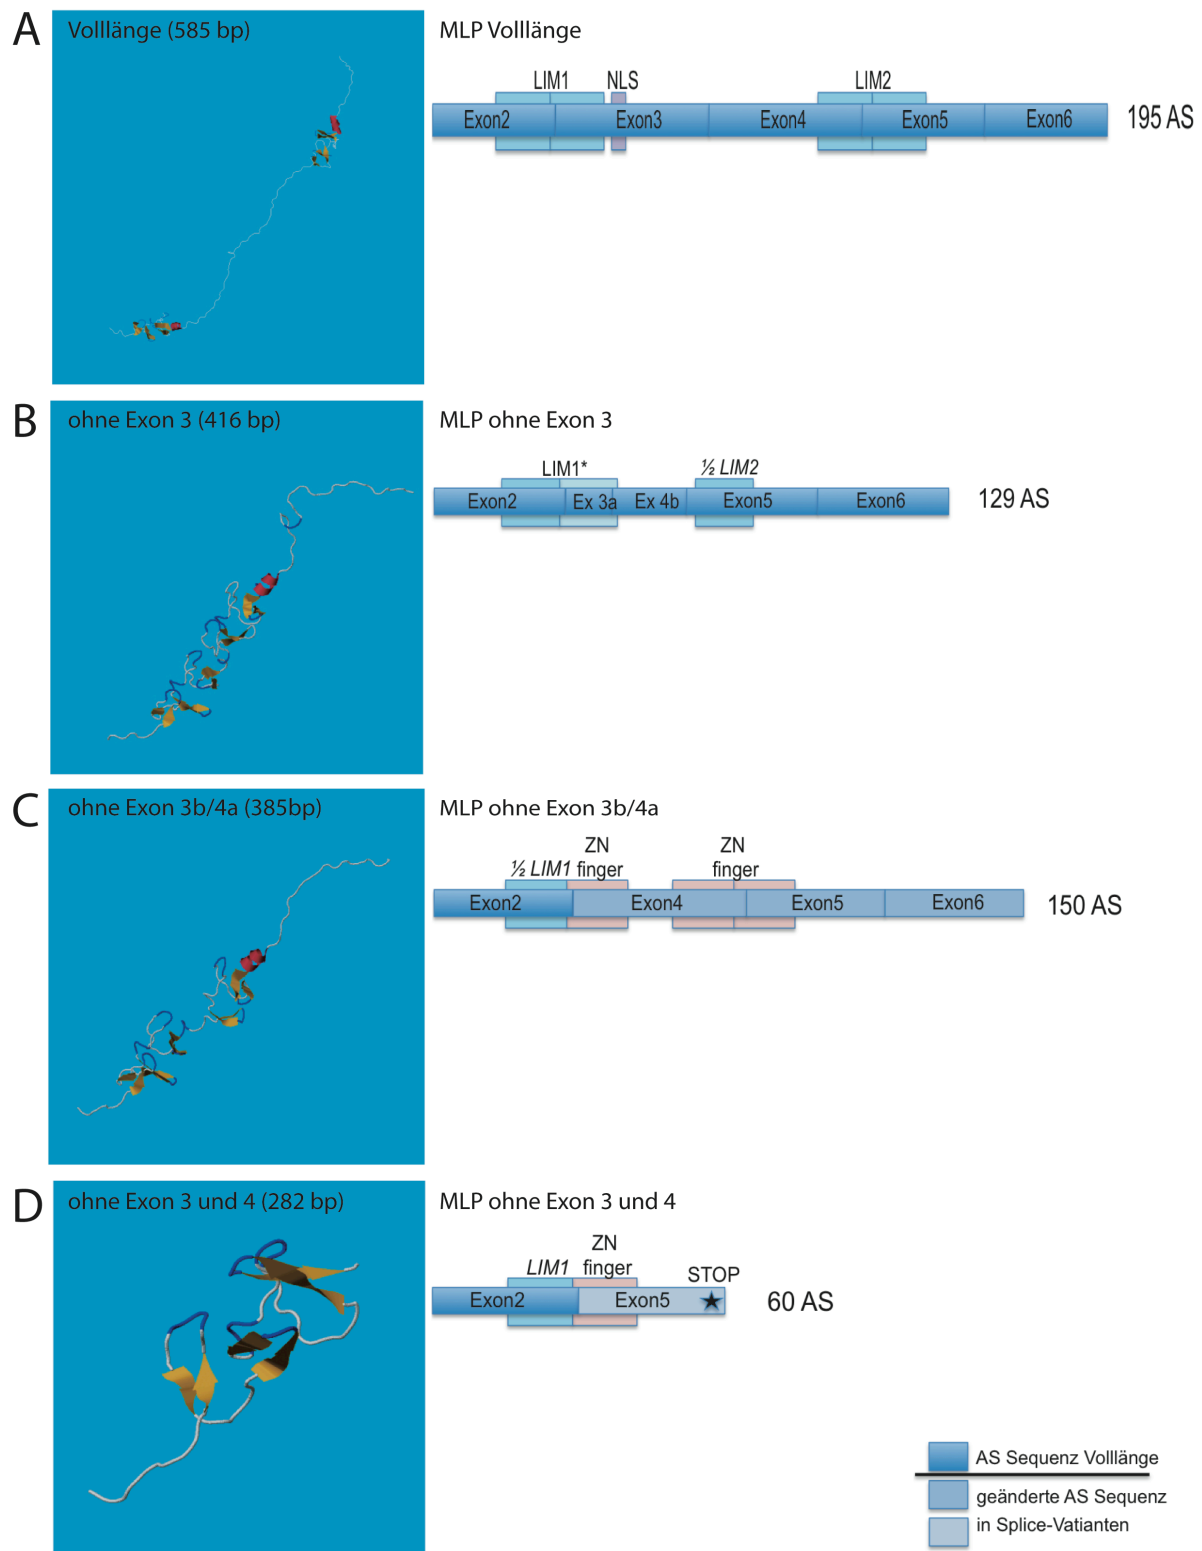 A
Volllänge (585 bp)
MLP Volllänge
LIM1 NLS LIM2
Exon2 Exon3 Exon4 Exon5 Exon6 195 AS
B
ohne Exon 3 (416 bp)
MLP ohne Exon 3
LIM1* ½ LIM2
Exon2 Ex 3a Ex 4b Exon5 Exon6 129 AS
C
ohne Exon 3b/4a (385bp)
MLP ohne Exon 3b/4a
ZN ZN
½ LIM1 finger finger
Exon2 Exon4 Exon5 Exon6 150 AS
D
ohne Exon 3 und 4 (282 bp)
MLP ohne Exon 3 und 4
ZN
LIM1 finger STOP
Exon2 Exon5 60 AS
AS Sequenz Volllänge
geänderte AS Sequenz
in Splice-Vatianten